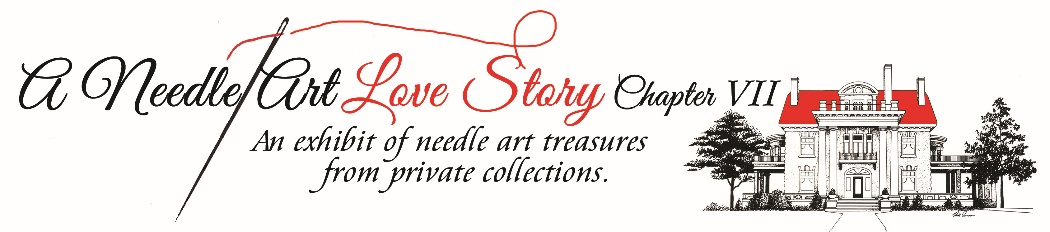 A Needle Art Love Story Chapter VII
An exhibit of needle art treasures
from private collections.